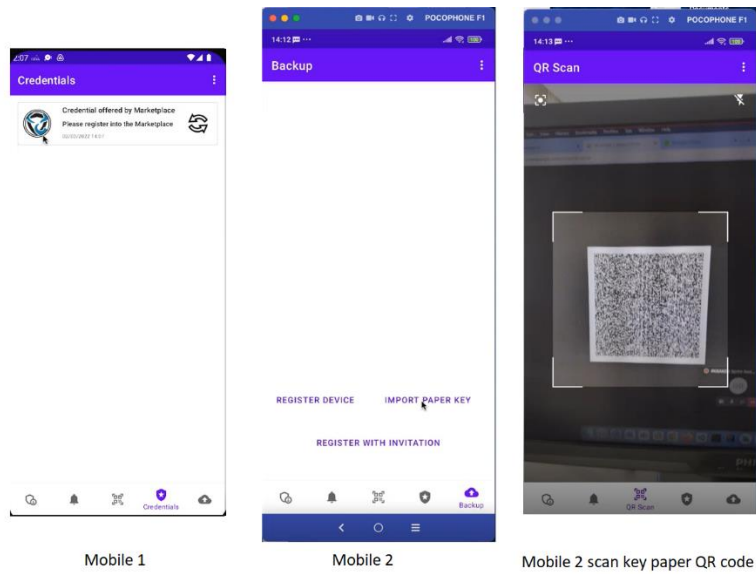 2:07
Credentials
Credential offered by Marketplace
Please register into the Marketplace
Credentials
Mobile 1
POCOPHONE F1
14:12
Backup
REGISTER DEVICE
IMPORT PAPER KEY
REGISTER WITH INVITATION
Backup
Mobile 2
POCOPHONE F1
14:13
QR Scan
QR Scan
Mobile 2 scan key paper QR code